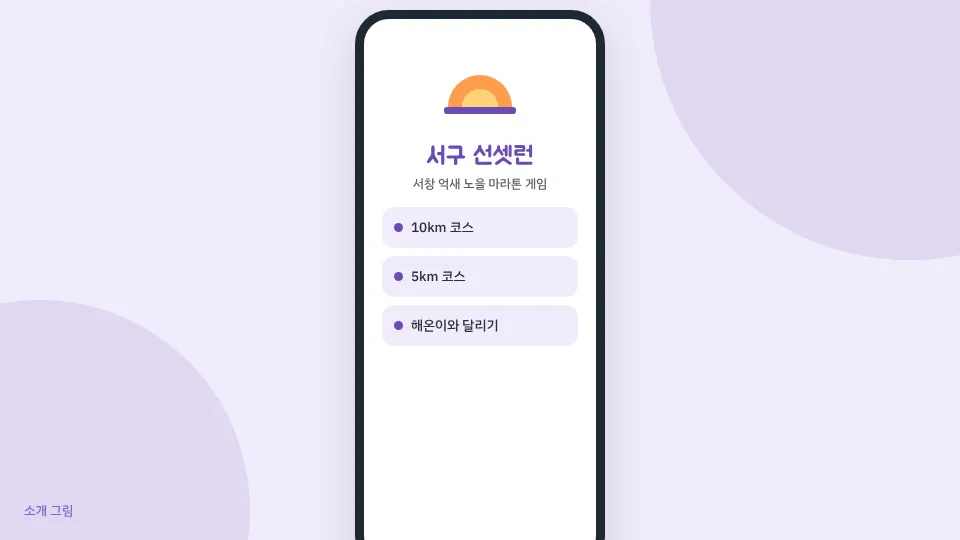 서구 선셋런
서창 억새 노을 마라톤 게임
10km 코스
5km 코스
해온이와 달리기
소개 그림